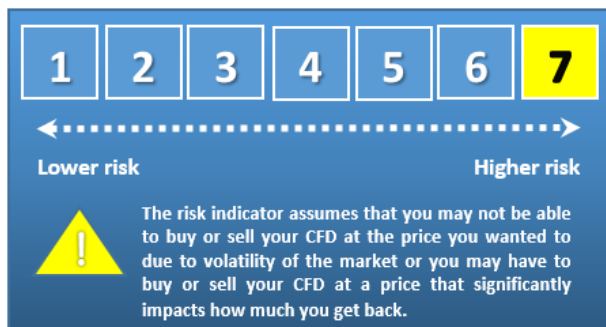 1 2 3 4 5 6 7
Lower risk Higher risk
The risk indicator assumes that you may not be able
to buy or sell your CFD at the price you wanted to
due to volatility of the market or you may have to
buy or sell your CFD at a price that significantly
impacts how much you get back.